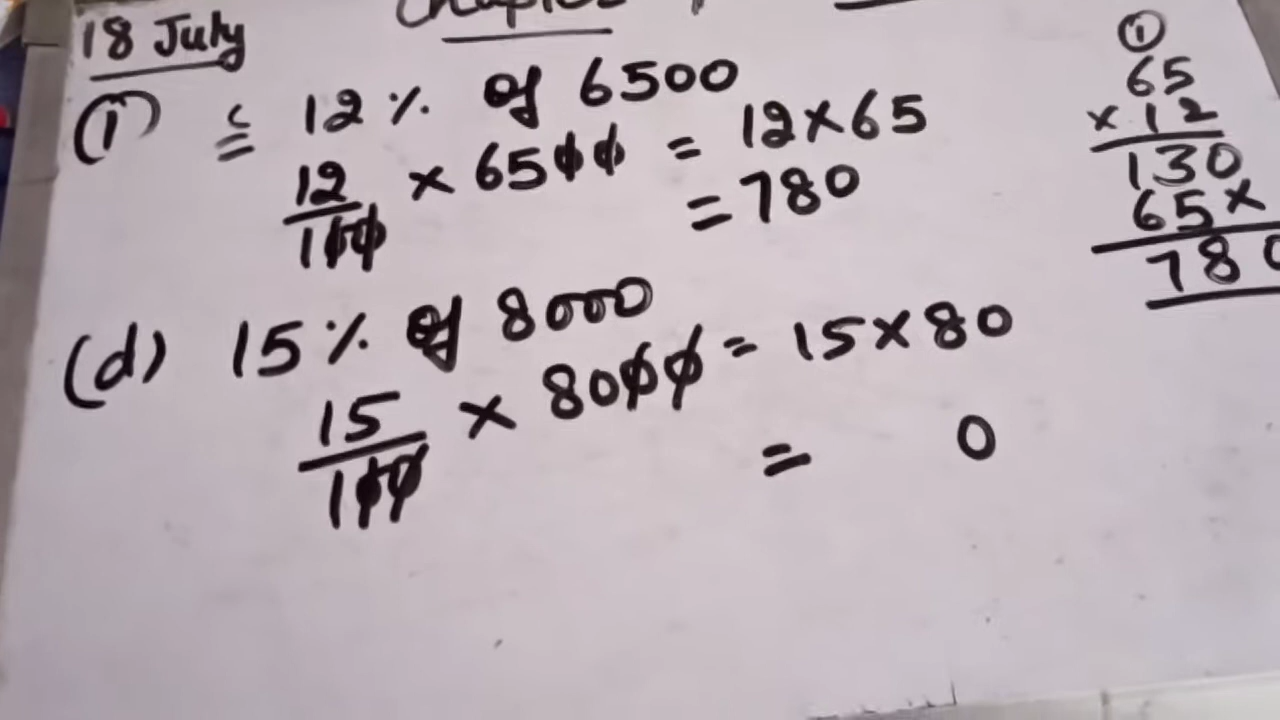 18 July
(1) c 12% of 6500
12/100 × 6500 = 12×65
= 780
(d) 15% of 8000
15/100 × 8000 = 15×80
= 0
1
65
×12
130
65×
780